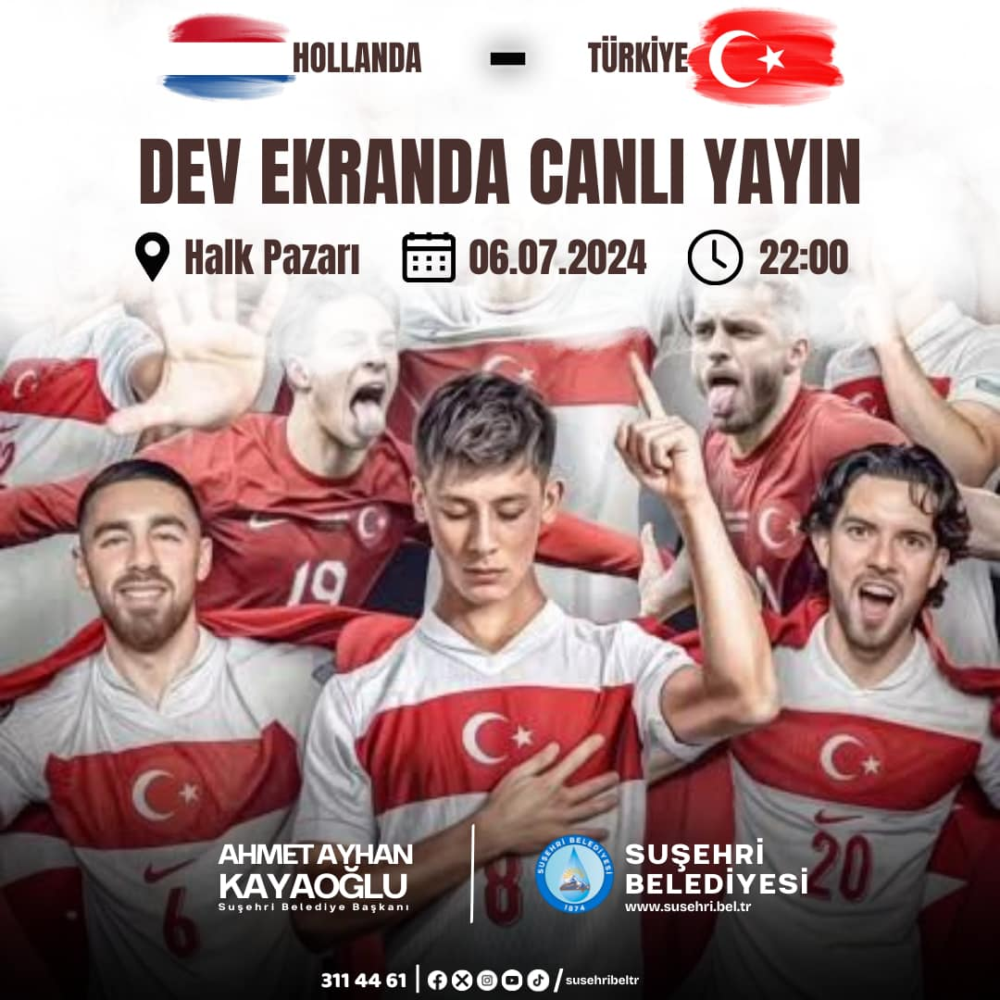 HOLLANDA - TÜRKİYE
DEV EKRANDA CANLI YAYIN
Halk Pazarı 06.07.2024 22:00
19
6
8
20
AHMET AYHAN
KAYAOĞLU
Suşehri Belediye Başkanı
SUŞEHRİ BELEDİYESİ
1874
SUŞEHRİ
BELEDİYESİ
www.susehri.bel.tr
311 44 61 | / susehribeltr